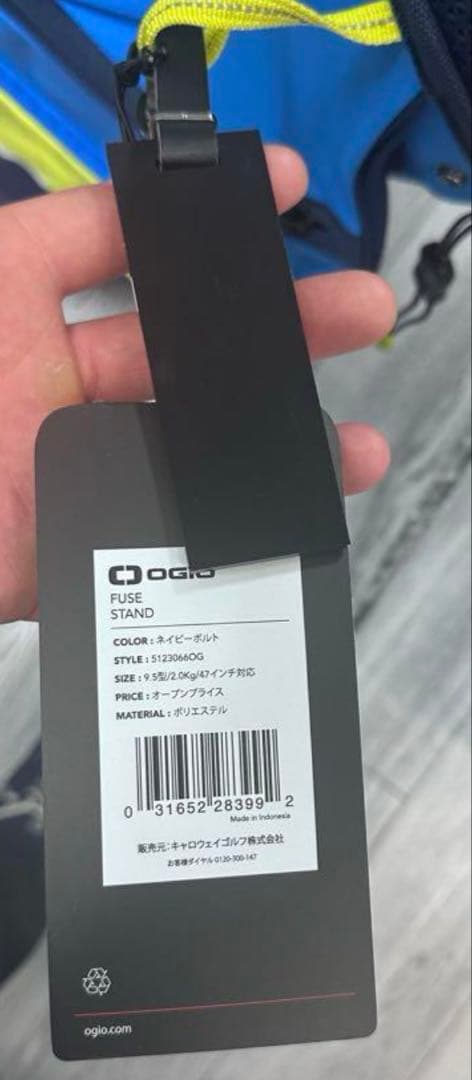 OGIO
FUSE
STAND
COLOR : ネイビーボルト
STYLE : 5123066OG
SIZE : 9.5型/2.0Kg/47インチ対応
PRICE : オープンプライス
MATERIAL : ポリエステル
0 31652 28399 2
Made in Indonesia
販売元:キャロウェイゴルフ株式会社
お客様ダイヤル 0120-300-147
ogio.com